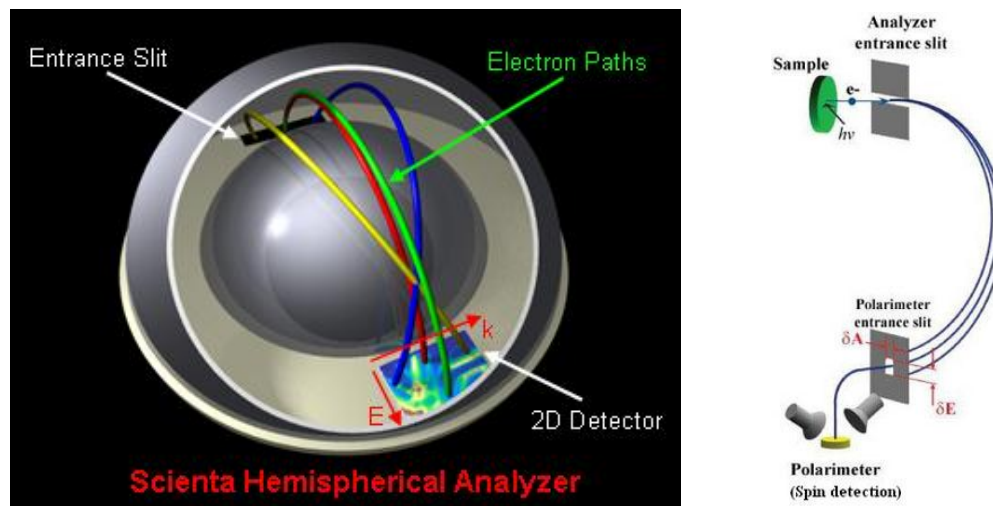 Entrance Slit
Electron Paths
k
E
2D Detector
Scienta Hemispherical Analyzer
Analyzer
entrance slit
Sample
e-
hν
Polarimeter
entrance slit
δA
δE
Polarimeter
(Spin detection)